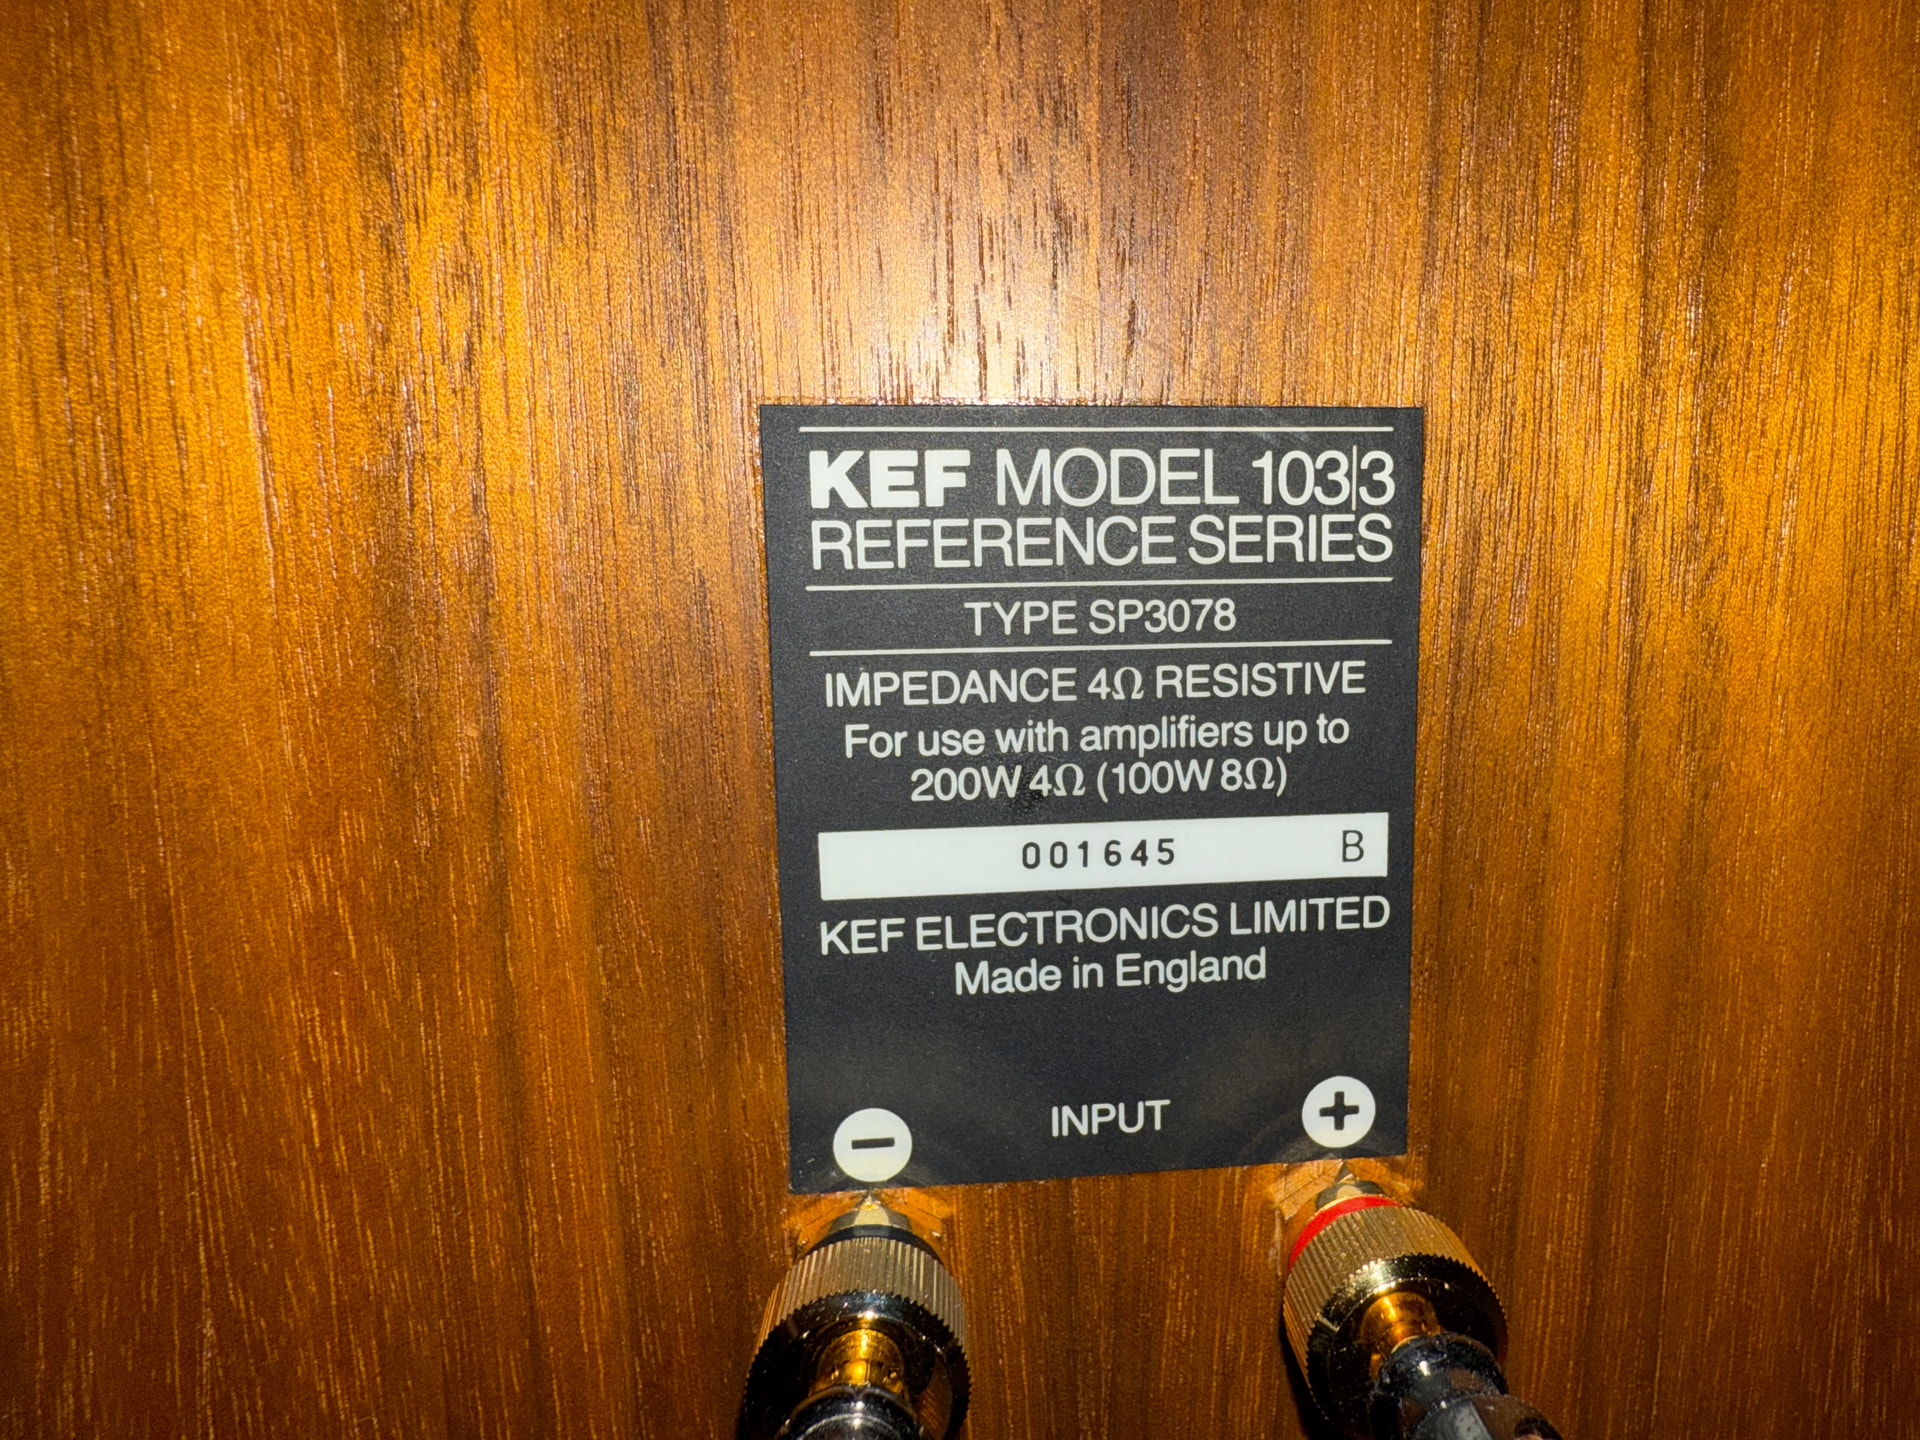 KEF MODEL 103|3
REFERENCE SERIES
TYPE SP3078
IMPEDANCE 4Ω RESISTIVE
For use with amplifiers up to
200W 4Ω (100W 8Ω)
001645 B
KEF ELECTRONICS LIMITED
Made in England
− INPUT +